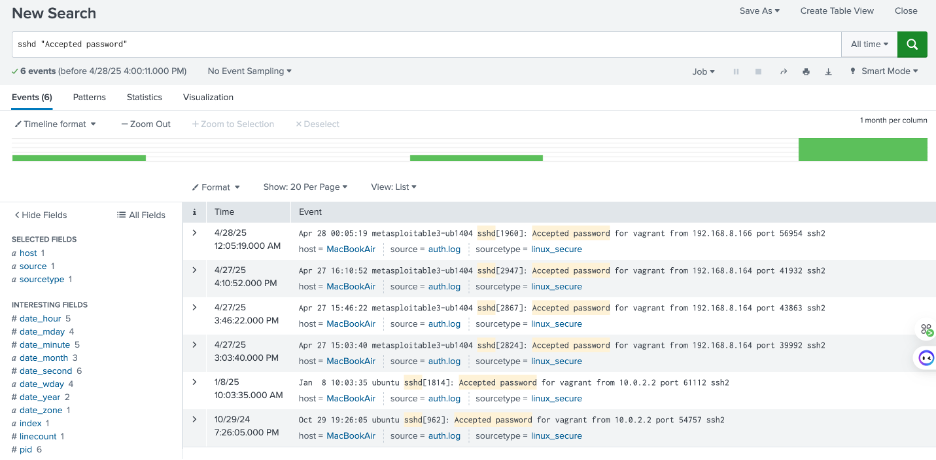 New Search
Save As ▾ Create Table View Close
sshd "Accepted password"
All time ▾
✓ 6 events (before 4/28/25 4:00:11.000 PM) No Event Sampling ▾ Job ▾ Smart Mode ▾
Events (6) Patterns Statistics Visualization
Timeline format ▾ — Zoom Out + Zoom to Selection × Deselect
1 month per column
Format ▾ Show: 20 Per Page ▾ View: List ▾
< Hide Fields All Fields
i Time Event
SELECTED FIELDS
a host 1
a source 1
a sourcetype 1
INTERESTING FIELDS
# date_hour 5
# date_mday 4
# date_minute 5
a date_month 3
# date_second 6
a date_wday 4
# date_year 2
a date_zone 1
a index 1
# linecount 1
# pid 6
> 4/28/25 Apr 28 00:05:19 metasploitable3-ub1404 sshd[1960]: Accepted password for vagrant from 192.168.8.166 port 56954 ssh2
12:05:19.000 AM host = MacBookAir source = auth.log sourcetype = linux_secure
> 4/27/25 Apr 27 16:10:52 metasploitable3-ub1404 sshd[2947]: Accepted password for vagrant from 192.168.8.164 port 41932 ssh2
4:10:52.000 PM host = MacBookAir source = auth.log sourcetype = linux_secure
> 4/27/25 Apr 27 15:46:22 metasploitable3-ub1404 sshd[2867]: Accepted password for vagrant from 192.168.8.164 port 43863 ssh2
3:46:22.000 PM host = MacBookAir source = auth.log sourcetype = linux_secure
> 4/27/25 Apr 27 15:03:40 metasploitable3-ub1404 sshd[2824]: Accepted password for vagrant from 192.168.8.164 port 39992 ssh2
3:03:40.000 PM host = MacBookAir source = auth.log sourcetype = linux_secure
> 1/8/25 Jan 8 10:03:35 ubuntu sshd[1814]: Accepted password for vagrant from 10.0.2.2 port 61112 ssh2
10:03:35.000 AM host = MacBookAir source = auth.log sourcetype = linux_secure
> 10/29/24 Oct 29 19:26:05 ubuntu sshd[962]: Accepted password for vagrant from 10.0.2.2 port 54757 ssh2
7:26:05.000 PM host = MacBookAir source = auth.log sourcetype = linux_secure